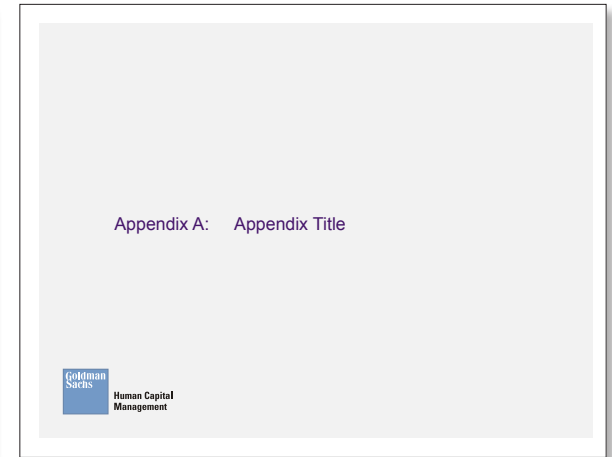 Appendix A: Appendix Title
Goldman
Sachs
Human Capital
Management